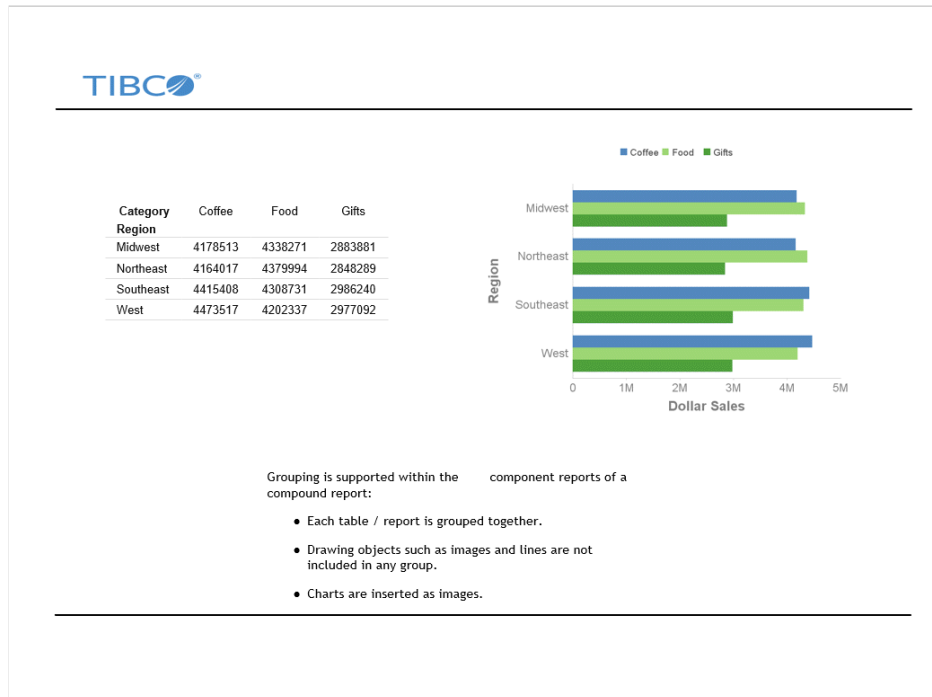 TIBCO®
Category Coffee Food Gifts
Region
Midwest 4178513 4338271 2883881
Northeast 4164017 4379994 2848289
Southeast 4415408 4308731 2986240
West 4473517 4202337 2977092
Coffee Food Gifts
Region
Midwest
Northeast
Southeast
West
0 1M 2M 3M 4M 5M
Dollar Sales
Grouping is supported within the component reports of a
compound report:
• Each table / report is grouped together.
• Drawing objects such as images and lines are not
included in any group.
• Charts are inserted as images.